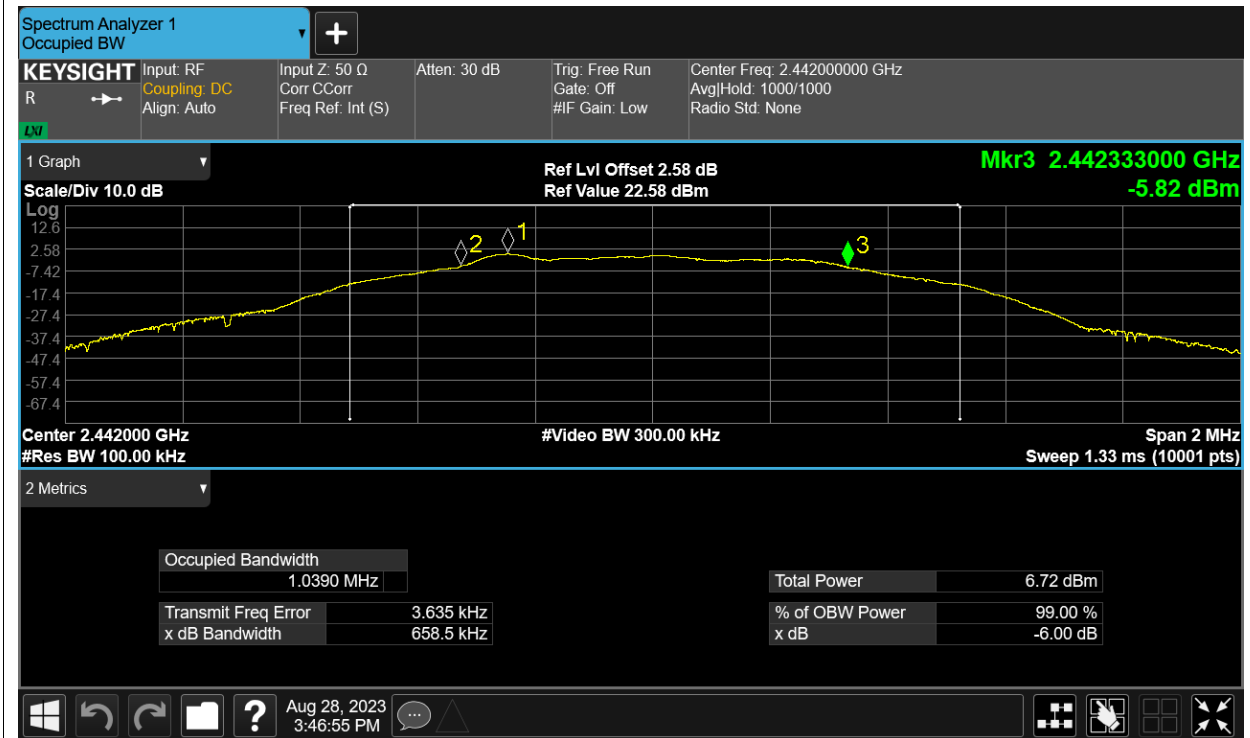 Spectrum Analyzer 1
Occupied BW
KEYSIGHT
R
LXI
Input: RF
Coupling: DC
Align: Auto
Input Z: 50 Ω
Corr CCorr
Freq Ref: Int (S)
Atten: 30 dB
Trig: Free Run
Gate: Off
#IF Gain: Low
Center Freq: 2.442000000 GHz
Avg|Hold: 1000/1000
Radio Std: None
1 Graph
Scale/Div 10.0 dB
Ref Lvl Offset 2.58 dB
Ref Value 22.58 dBm
Mkr3 2.442333000 GHz
-5.82 dBm
Log
12.6
2.58
-7.42
-17.4
-27.4
-37.4
-47.4
-57.4
-67.4
2
1
3
Center 2.442000 GHz
#Res BW 100.00 kHz
#Video BW 300.00 kHz
Span 2 MHz
Sweep 1.33 ms (10001 pts)
2 Metrics
Occupied Bandwidth
1.0390 MHz
Transmit Freq Error 3.635 kHz
x dB Bandwidth 658.5 kHz
Total Power 6.72 dBm
% of OBW Power 99.00 %
x dB -6.00 dB
?
Aug 28, 2023
3:46:55 PM